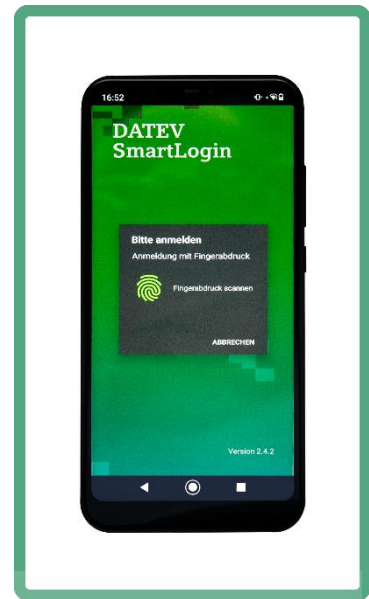 16:52
DATEV
SmartLogin
Bitte anmelden
Anmeldung mit Fingerabdruck
Fingerabdruck scannen
ABBRECHEN
Version 2.4.2